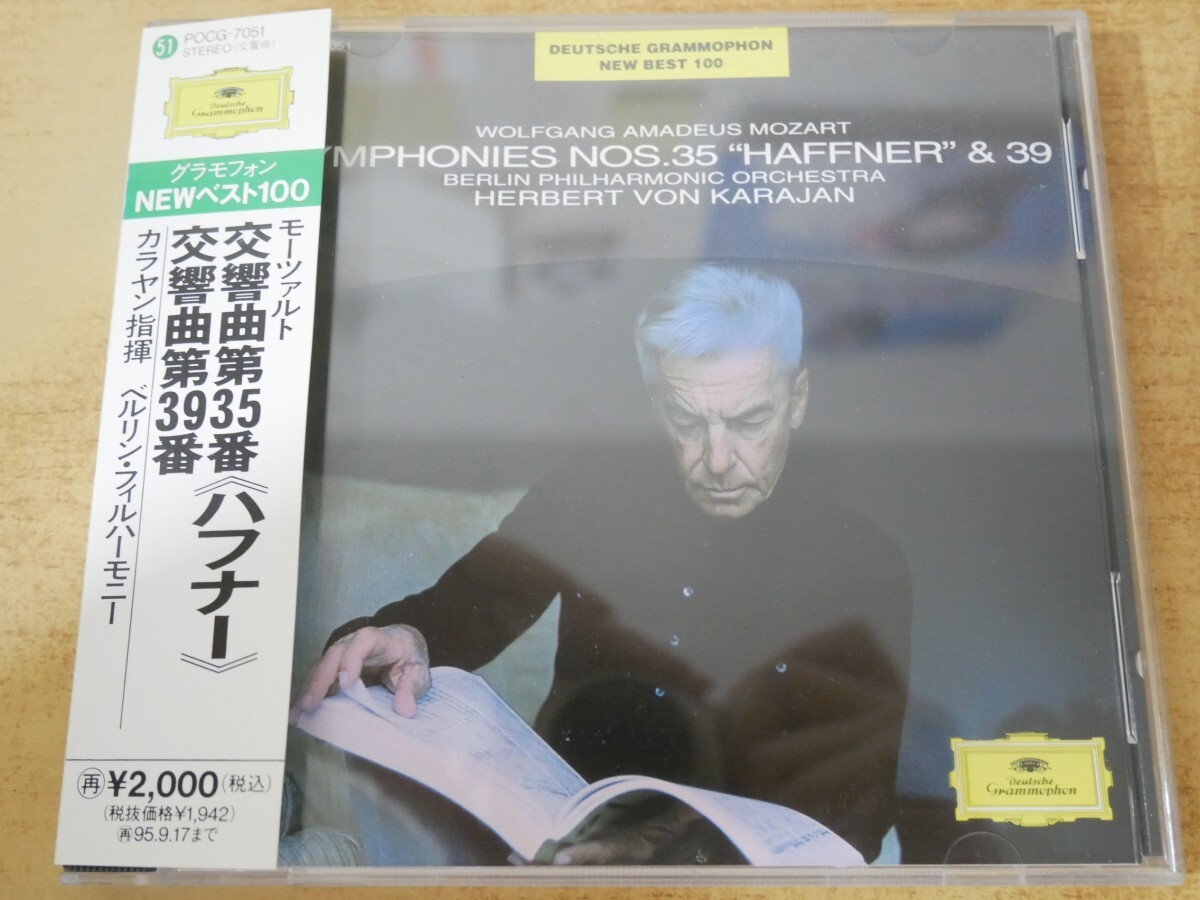 51
POCG-7051
STEREO〈交響曲〉
Deutsche
Grammophon
グラモフォン
NEWベスト100
モーツァルト
交響曲第35番《ハフナー》
交響曲第39番
カラヤン指揮 ベルリン・フィルハーモニー
再 ¥2,000(税込)
(税抜価格¥1,942)
再95.9.17まで
DEUTSCHE GRAMMOPHON
NEW BEST 100
WOLFGANG AMADEUS MOZART
YMPHONIES NOS.35 “HAFFNER” & 39
BERLIN PHILHARMONIC ORCHESTRA
HERBERT VON KARAJAN
Deutsche
Grammophon